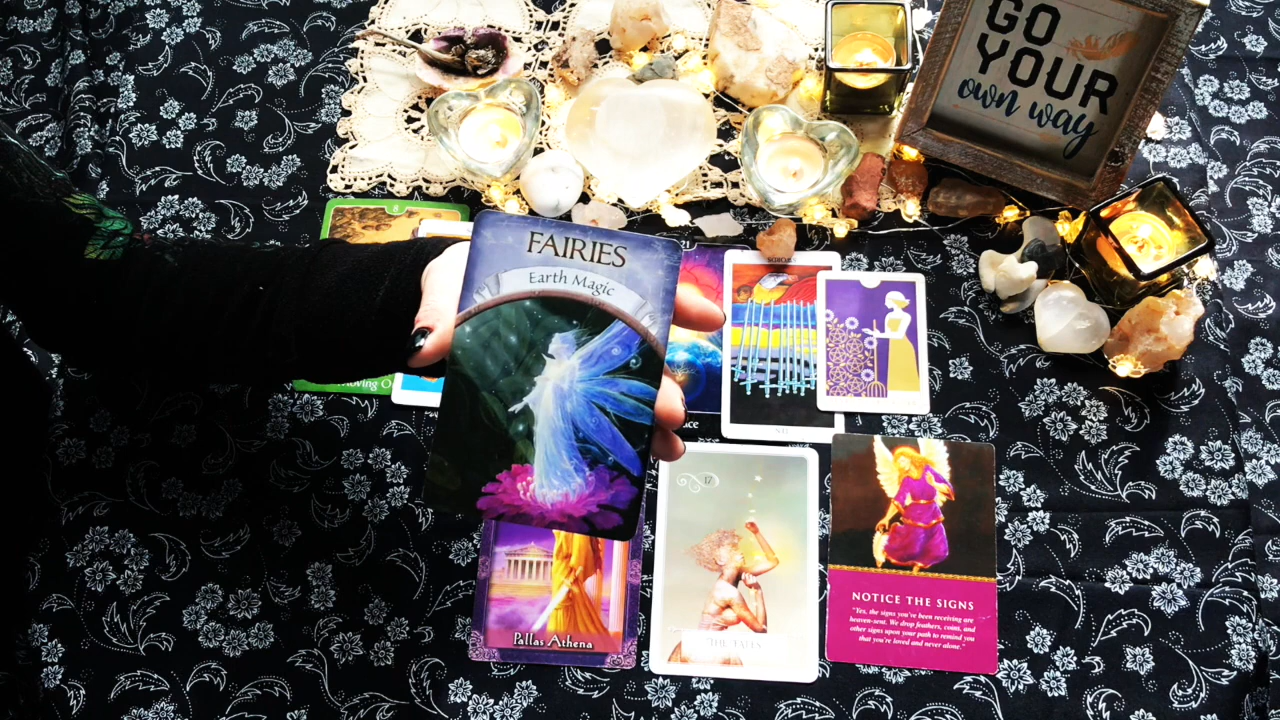 GO
YOUR
own way
FAIRIES
Earth Magic
8
21
17
Pallas Athena
THE FATES
NOTICE THE SIGNS
"Yes, the signs you've been receiving are
heaven-sent. We drop feathers, coins, and
other signs upon your path to remind you
that you're loved and never alone."